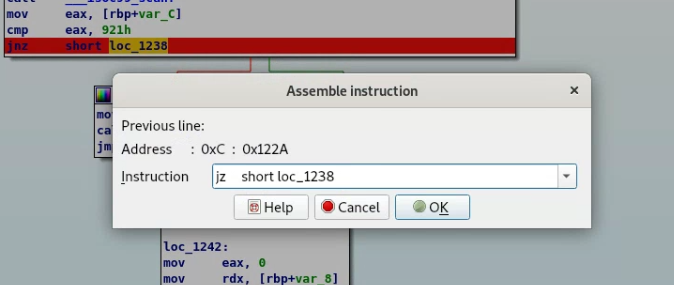 mov eax, [rbp+var_C]
cmp eax, 921h
jnz short loc_1238
Assemble instruction
×
Previous line:
Address : 0xC : 0x122A
Instruction jz short loc_1238
Help Cancel OK
mo
ca
jm
loc_1242:
mov eax, 0
mov rdx, [rbp+var_8]